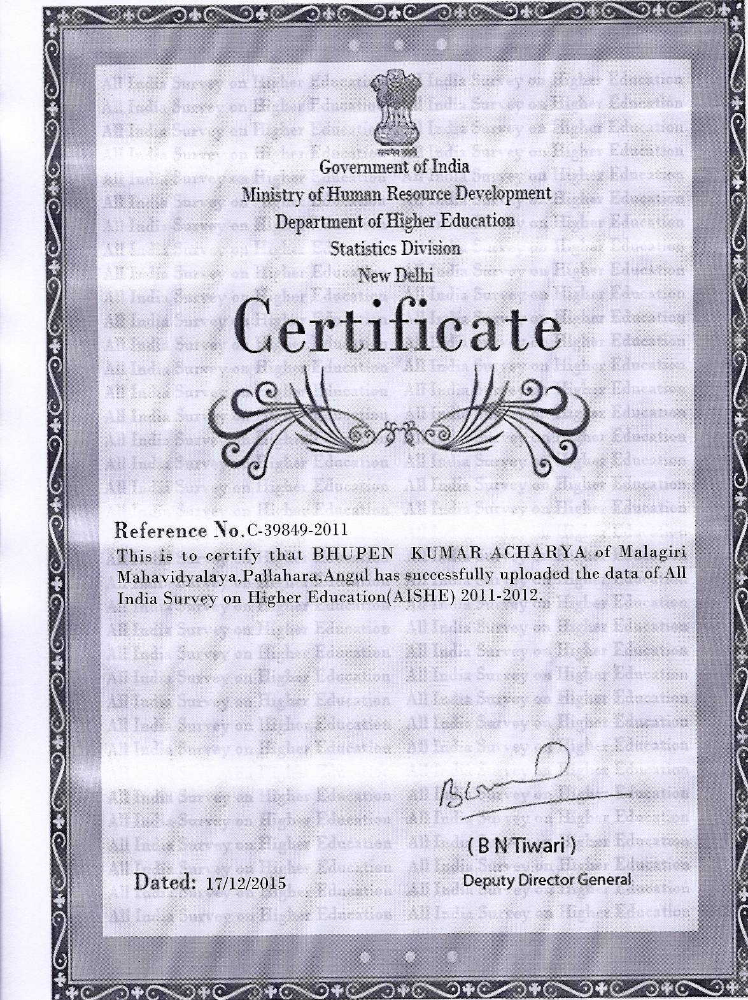 Government of India
Ministry of Human Resource Development
Department of Higher Education
Statistics Division
New Delhi
Certificate
Reference No.C-39849-2011
This is to certify that BHUPEN KUMAR ACHARYA of Malagiri
Mahavidyalaya,Pallahara,Angul has successfully uploaded the data of All
India Survey on Higher Education(AISHE) 2011-2012.
( B N Tiwari )
Dated: 17/12/2015
Deputy Director General